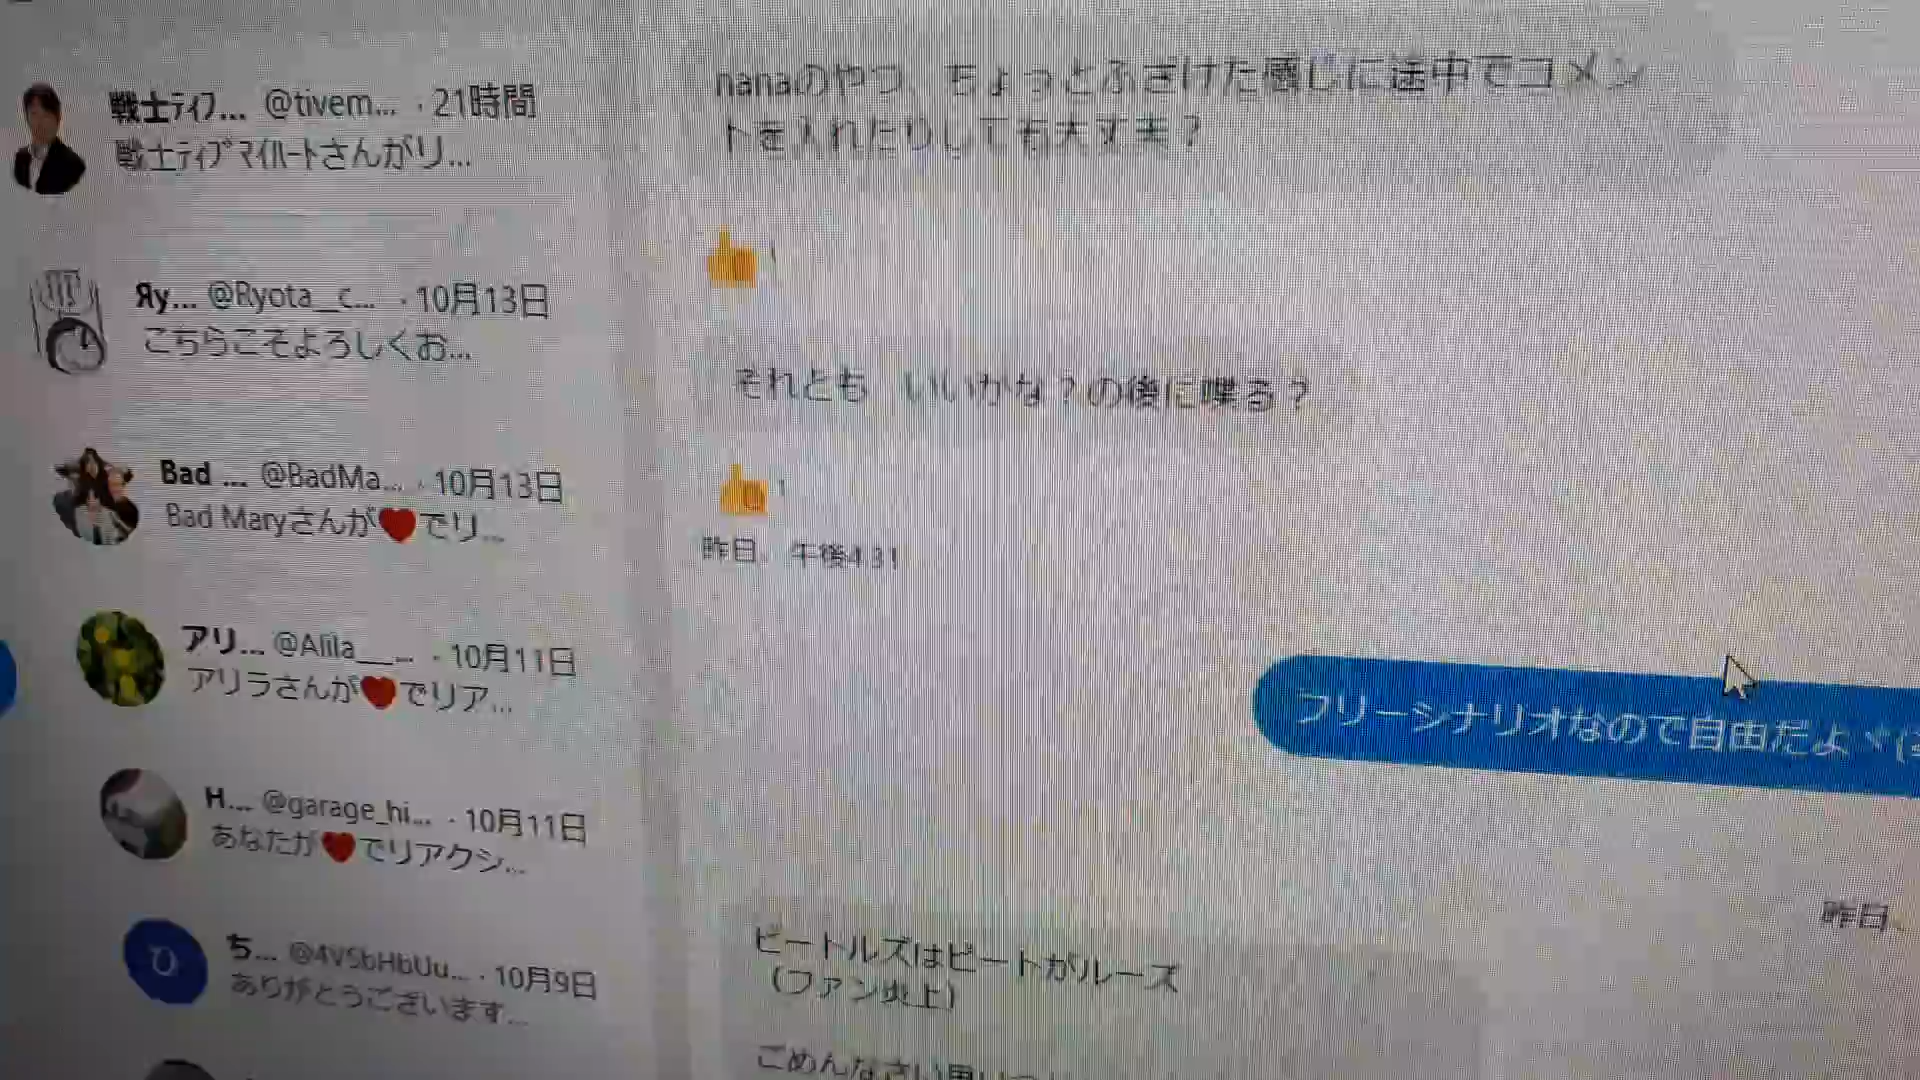 戦士ﾃｨﾌ... @tivem... · 21時間
戦士ﾃｨﾌﾞﾏｲﾊｰﾄさんがリ...
Яy... @Ryota__c... · 10月13日
こちらこそよろしくお...
Bad ... @BadMa... · 10月13日
Bad Maryさんが❤でリ...
アリ... @Alila__... · 10月11日
アリラさんが❤でリア...
H... @garage_hi... · 10月11日
あなたが❤でリアクシ...
ち... @4VSbHbUu... · 10月9日
ありがとうございます...
nanaのやつ、ちょっとふざけた感じに途中でコメン
トを入れたりしても大丈夫？
1
それとも いいかな？の後に喋る？
1
昨日、午後4:31
フリーシナリオなので自由だよ
昨日、
ビートルズはビートがルーズ
（ファン炎上）
ごめんなさい思い